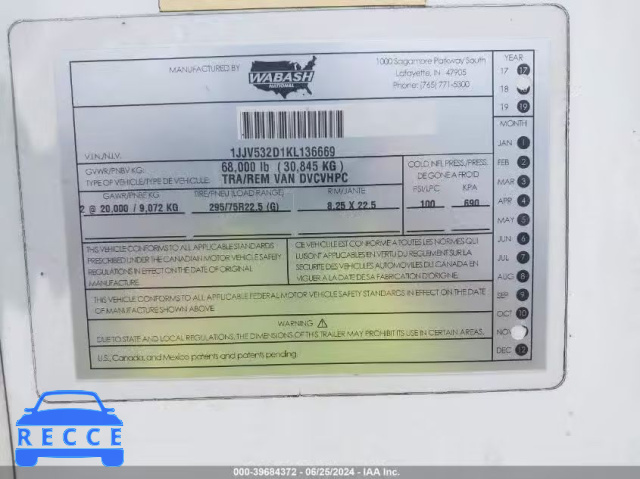 MANUFACTURED BY
WABASH
NATIONAL
1000 Sagamore Parkway South
Lafayette, IN 47905
Phone: (765) 771-5300
V.I.N./N.I.V.
1JJV532D1KL136669
GVWR/PNBV KG:
68,000 lb ( 30,845 KG )
TYPE OF VEHICLE/TYPE DE VEHICULE:
TRA/REM VAN DVCVHPC
GAWR/PNBE KG
TIRE/PNEU (LOAD RANGE)
RIM/JANTE
COLD INFL.PRESS./PRESS.
DE GONF. A FROID
PSI/LPC
KPA
2 @ 20,000 / 9,072 KG
295/75R22.5 (G)
8.25 X 22.5
100
690
THIS VEHICLE CONFORMS TO ALL APPLICABLE STANDARDS
PRESCRIBED UNDER THE CANADIAN MOTOR VEHICLE SAFETY
REGULATIONS IN EFFECT ON THE DATE OF ORIGINAL
MANUFACTURE.
CE VEHICULE EST CONFORME A TOUTES LES NORMES QUI
LUI SONT APPLICABLES EN VERTU DU REGLEMENT SUR LA
SECURITE DES VEHICULES AUTOMOBILES DU CANADA EN
VIGUER A LA DATE DE SA FABRICATION D'ORIGINE.
THIS VEHICLE CONFORMS TO ALL APPLICABLE FEDERAL MOTOR VEHICLE SAFETY STANDARDS IN EFFECT ON THE DATE
OF MANUFACTURE SHOWN ABOVE.
WARNING
DUE TO STATE AND LOCAL REGULATIONS, THE DIMENSIONS OF THIS TRAILER MAY PROHIBIT ITS USE IN CERTAIN AREAS.
U.S., Canada, and Mexico patents and patents pending.
YEAR
17 17
18
19 19
MONTH
JAN 1
FEB 2
MAR 3
APR 4
MAY 5
JUN 6
JUL 7
AUG 8
SEP 9
OCT 10
NOV
DEC 12
RECCE
000-39684372 - 06/25/2024 - IAA Inc.